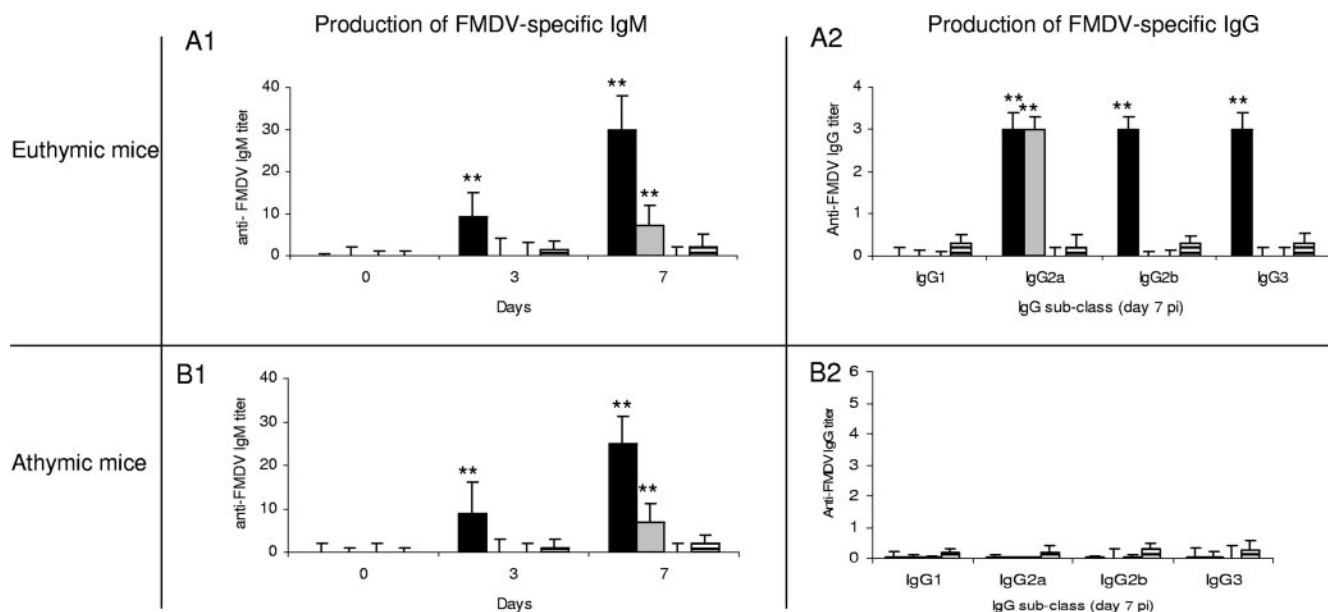 Production of FMDV-specific IgM
Production of FMDV-specific IgG
Euthymic mice
A1
anti- FMDV IgM titer
40
30
20
10
0
**
**
**
0 3 7
Days
A2
Anti-FMDV IgG titer
4
3
2
1
0
**
**
**
**
IgG1 IgG2a IgG2b IgG3
IgG sub-class (day 7 pi)
Athymic mice
B1
anti-FMDV IgM titer
40
30
20
10
0
**
**
**
0 3 7
Days
B2
Anti-FMDV IgG titer
6
5
4
3
2
1
0
IgG1 IgG2a IgG2b IgG3
IgG sub-class (day 7 pi)